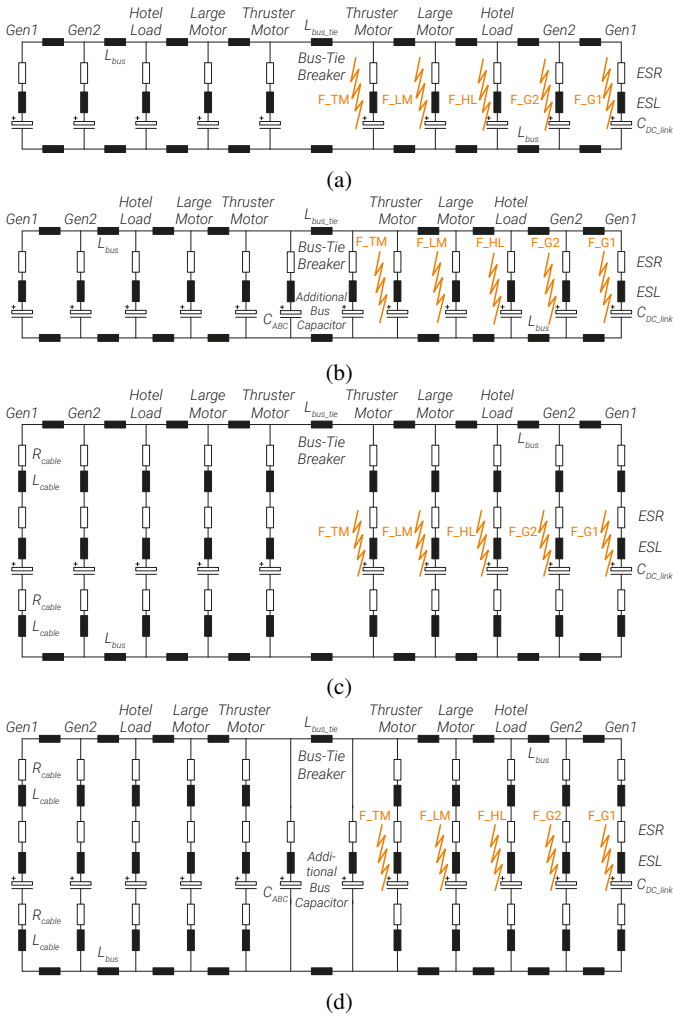 Gen1 Gen2 Hotel Load Large Motor Thruster Motor L_bus_tie Thruster Motor Large Motor Hotel Load Gen2 Gen1
L_bus
Bus-Tie Breaker
F_TM F_LM F_HL F_G2 F_G1
ESR
ESL
+ + + + + + + + + + C_DC_link
L_bus
(a)
Gen1 Gen2 Hotel Load Large Motor Thruster Motor L_bus_tie Thruster Motor Large Motor Hotel Load Gen2 Gen1
L_bus
Bus-Tie Breaker
F_TM F_LM F_HL F_G2 F_G1
ESR
ESL
Additional Bus Capacitor
+ + + + + + + + + + + + C_DC_link
C_ABC
L_bus
(b)
Gen1 Gen2 Hotel Load Large Motor Thruster Motor L_bus_tie Thruster Motor Large Motor Hotel Load Gen2 Gen1
L_bus
Bus-Tie Breaker
R_cable
L_cable
F_TM F_LM F_HL F_G2 F_G1
ESR
ESL
+ + + + + + + + + + C_DC_link
R_cable
L_cable
L_bus
(c)
Gen1 Gen2 Hotel Load Large Motor Thruster Motor L_bus_tie Thruster Motor Large Motor Hotel Load Gen2 Gen1
L_bus
Bus-Tie Breaker
R_cable
L_cable
F_TM F_LM F_HL F_G2 F_G1
ESR
ESL
Addi-tional Bus Capacitor
+ + + + + + + + + + + + C_DC_link
C_ABC
R_cable
L_cable
L_bus
(d)